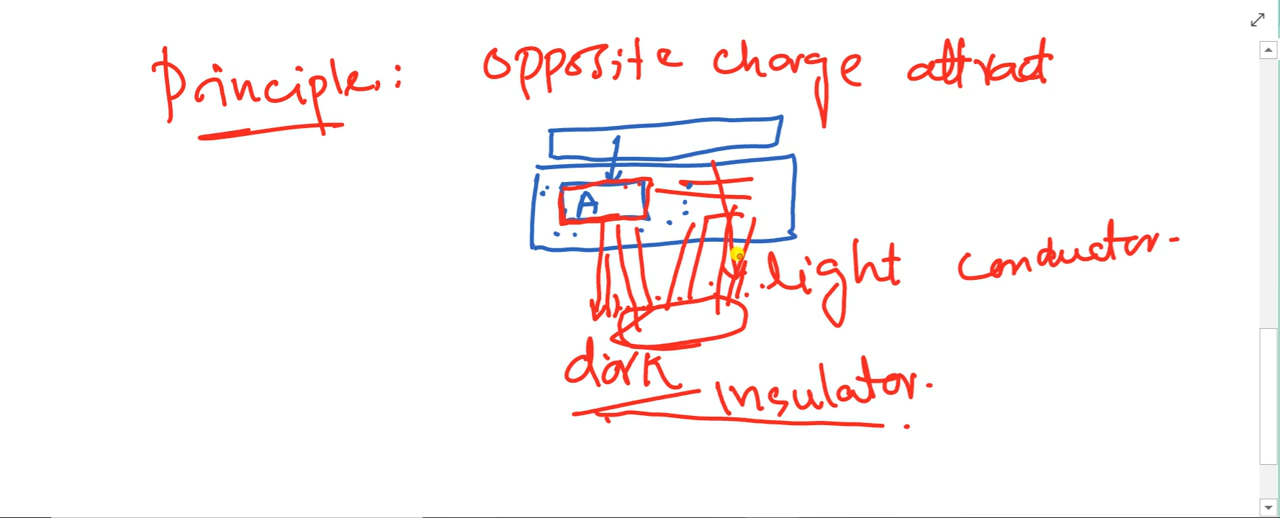 Principle: opposite charge attract
A
light conductor.
dark insulator.